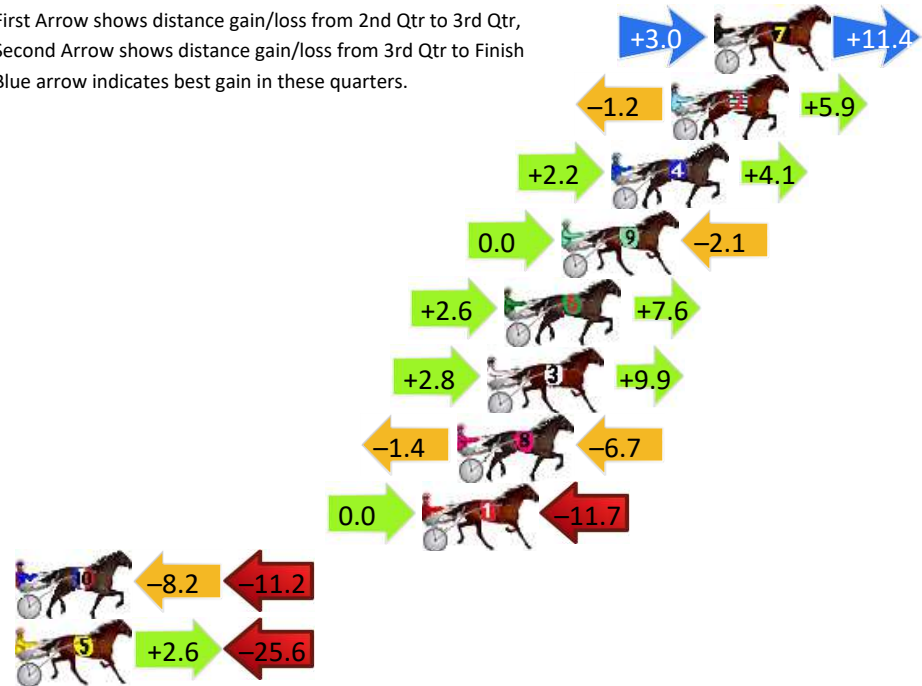 First Arrow shows distance gain/loss from 2nd Qtr to 3rd Qtr,
Second Arrow shows distance gain/loss from 3rd Qtr to Finish
Blue arrow indicates best gain in these quarters.
+3.0 7 +11.4
−1.2 2 +5.9
+2.2 4 +4.1
0.0 9 −2.1
+2.6 6 +7.6
+2.8 3 +9.9
−1.4 8 −6.7
0.0 1 −11.7
10 −8.2 −11.2
5 +2.6 −25.6